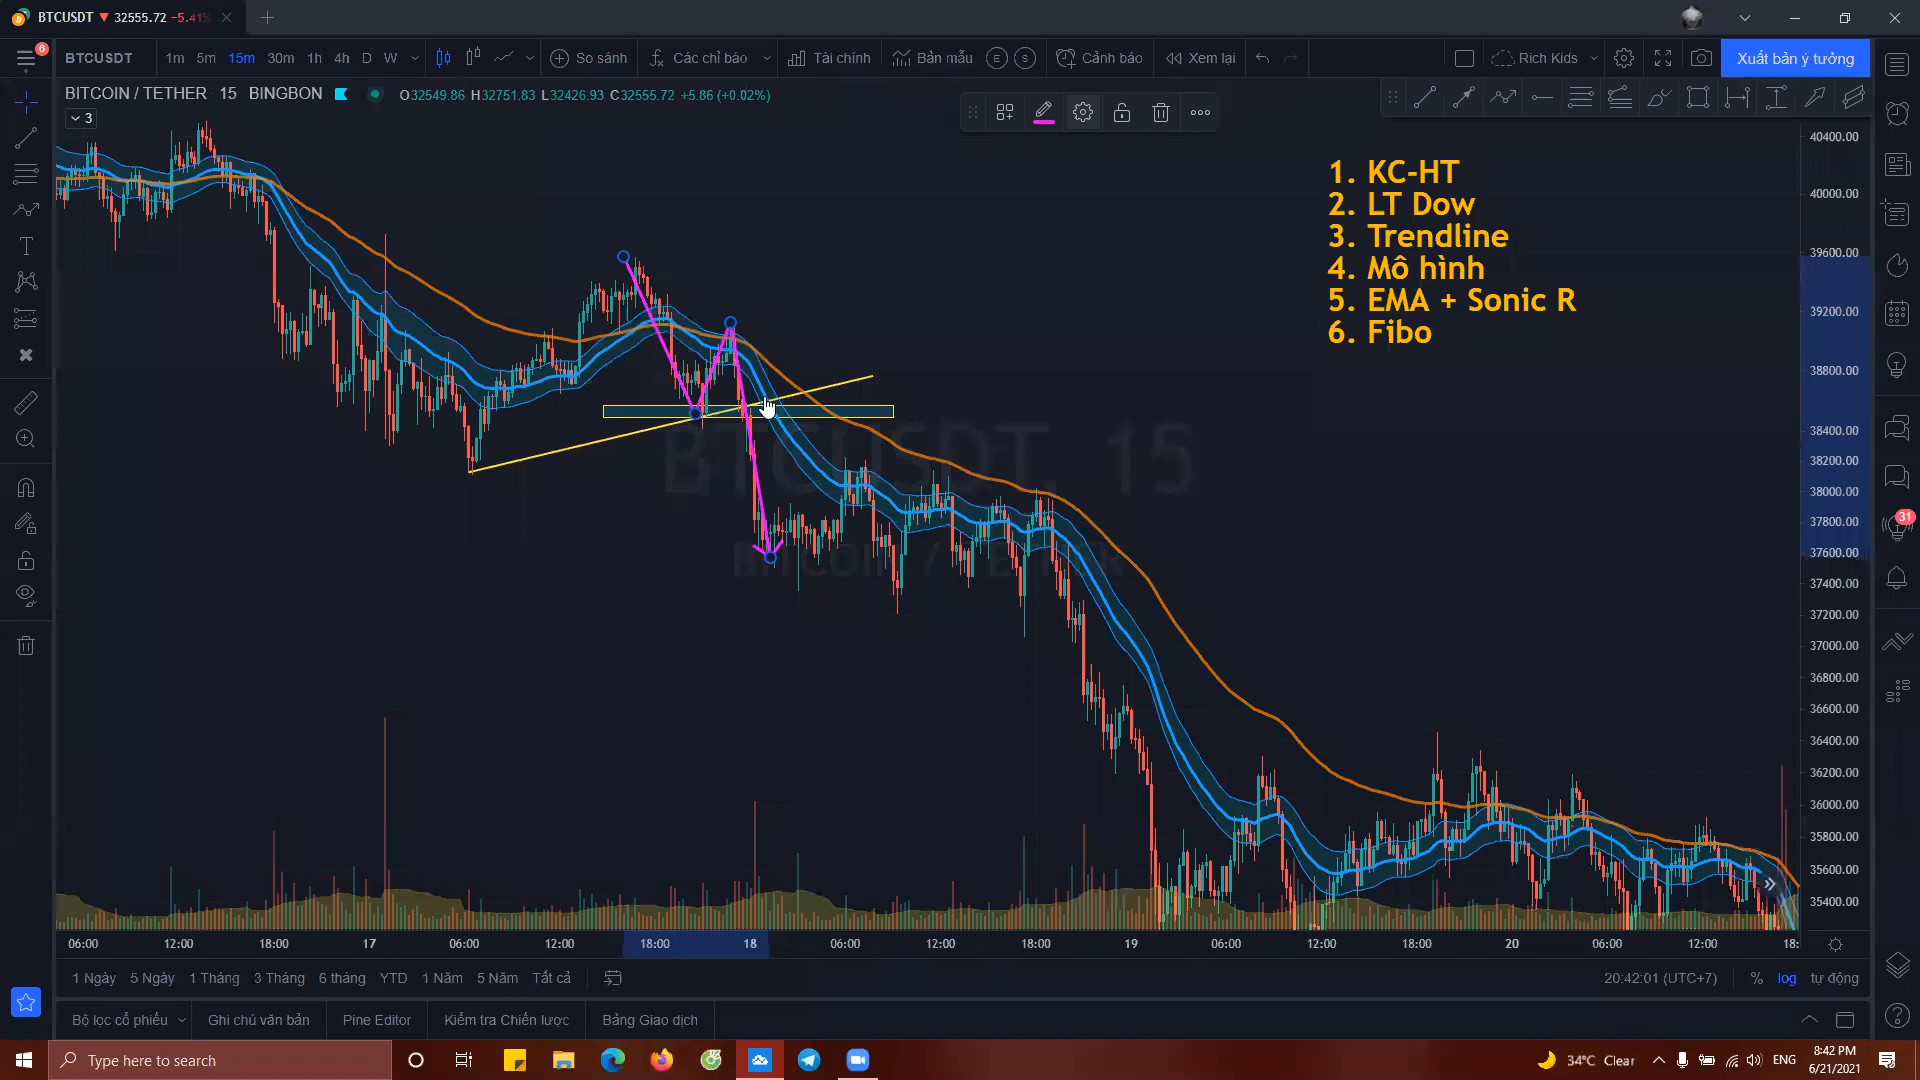 BTCUSDT ▼ 32555.72 −5.41%
6
BTCUSDT 1m 5m 15m 30m 1h 4h D W So sánh Các chỉ báo Tài chính Bản mẫu E S Cảnh báo Xem lại Rich Kids Xuất bản ý tưởng
BITCOIN / TETHER 15 BINGBON O32549.86 H32751.83 L32426.93 C32555.72 +5.86 (+0.02%)
3
1. KC-HT
2. LT Dow
3. Trendline
4. Mô hình
5. EMA + Sonic R
6. Fibo
BTCUSDT, 15
BITCOIN / TETHER
40400.00
40000.00
39600.00
39200.00
38800.00
38400.00
38200.00
38000.00
37800.00
37600.00
37400.00
37200.00
37000.00
36800.00
36600.00
36400.00
36200.00
36000.00
35800.00
35600.00
35400.00
31
06:00 12:00 18:00 17 06:00 12:00 18:00 18 06:00 12:00 18:00 19 06:00 12:00 18:00 20 06:00 12:00 18:
1 Ngày 5 Ngày 1 Tháng 3 Tháng 6 tháng YTD 1 Năm 5 Năm Tất cả 20:42:01 (UTC+7) % log tự động
Bộ lọc cổ phiếu Ghi chú văn bản Pine Editor Kiểm tra Chiến lược Bảng Giao dịch
Type here to search
34°C Clear ENG
8:42 PM
6/21/2021